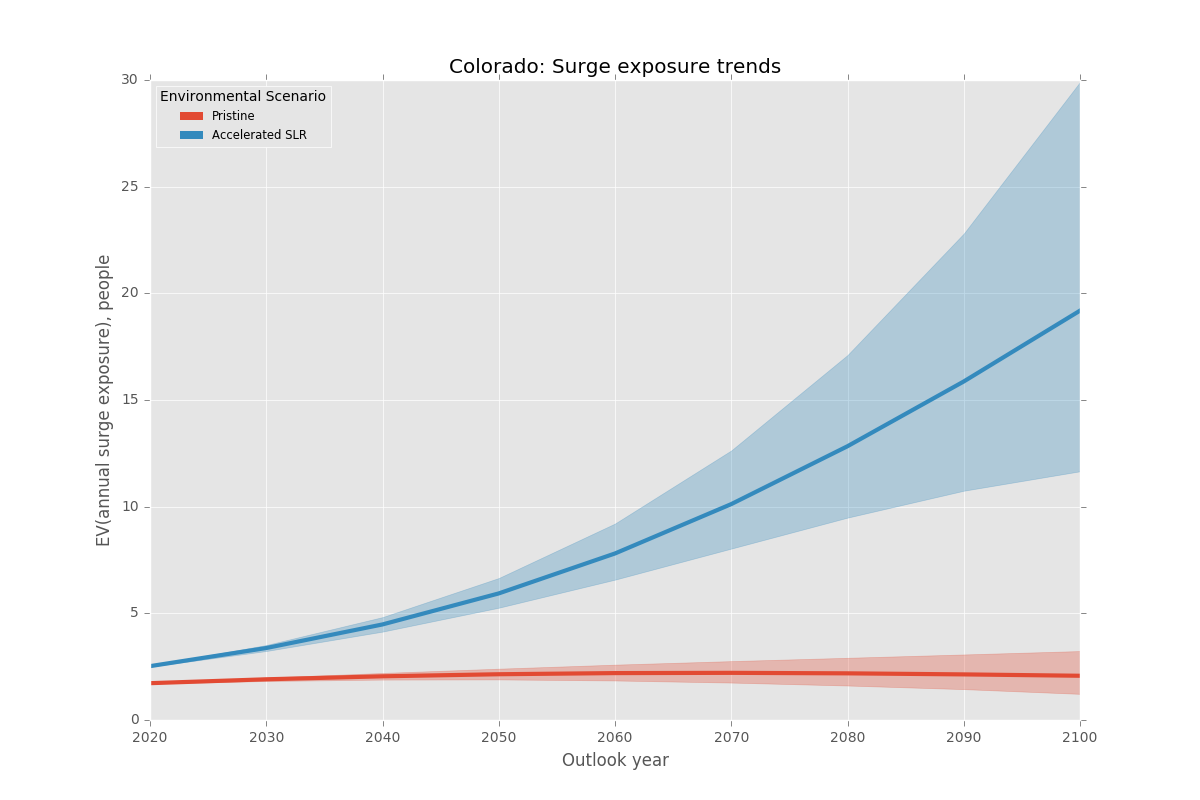 Colorado: Surge exposure trends
Environmental Scenario
Pristine
Accelerated SLR
EV(annual surge exposure), people
30
25
20
15
10
5
0
2020 2030 2040 2050 2060 2070 2080 2090 2100
Outlook year